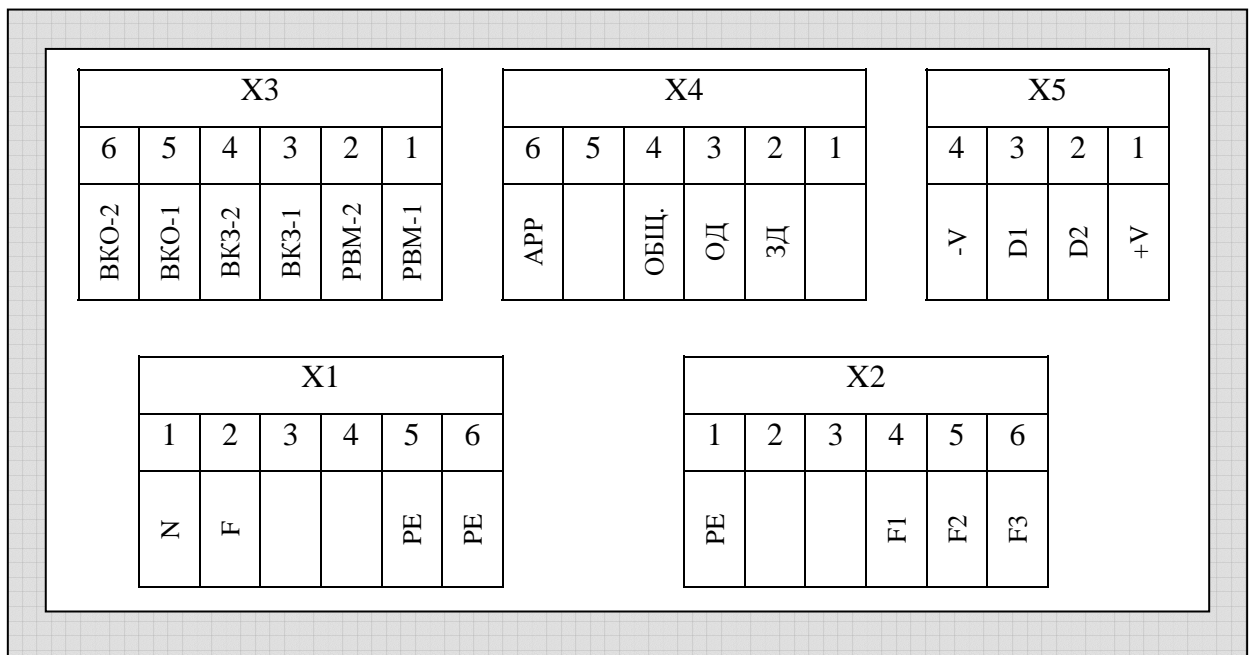 X3
6 5 4 3 2 1
ВКО-2 ВКО-1 ВКЗ-2 ВКЗ-1 РВМ-2 РВМ-1
X4
6 5 4 3 2 1
АРР ОБЩ. ОД ЗД
X5
4 3 2 1
-V D1 D2 +V
X1
1 2 3 4 5 6
N F PE PE
X2
1 2 3 4 5 6
PE F1 F2 F3